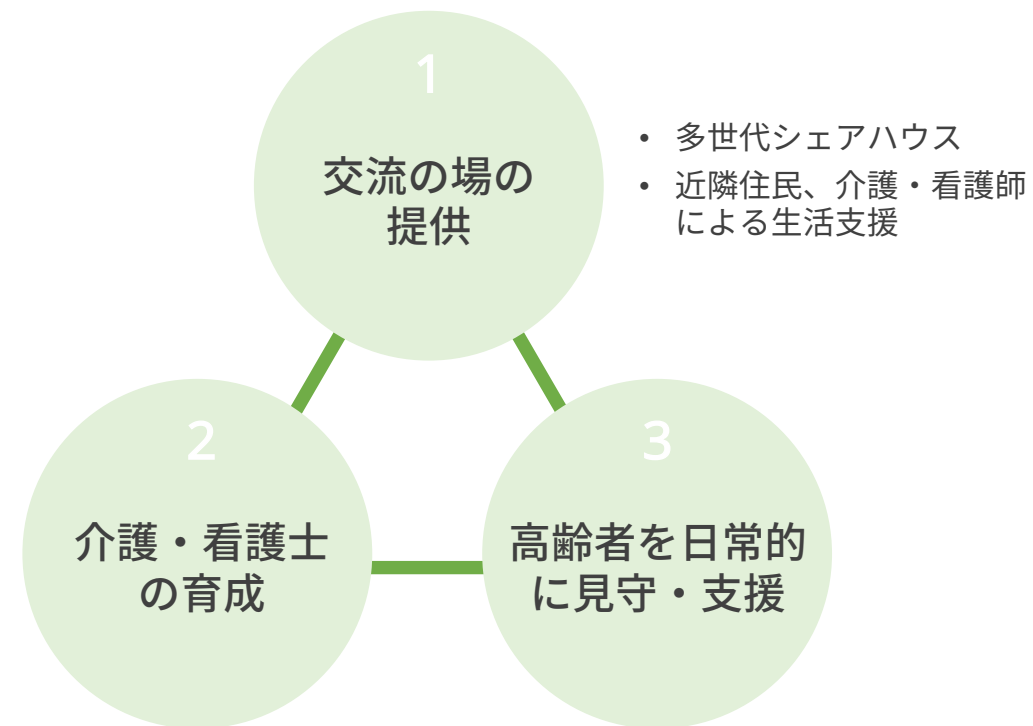 1
交流の場の
提供
• 多世代シェアハウス
• 近隣住民、介護・看護師
による生活支援
2
介護・看護士
の育成
3
高齢者を日常的
に見守・支援